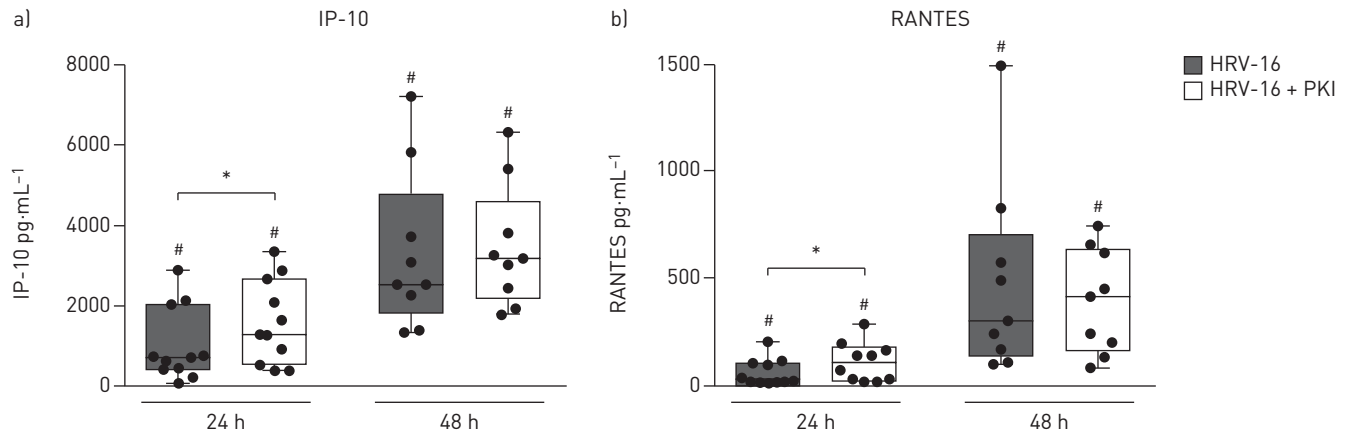 a)
IP-10
IP-10 pg·mL⁻¹
8000
6000
4000
2000
0
#
#
*
#
#
24 h
48 h
b)
RANTES
RANTES pg·mL⁻¹
1500
1000
500
0
#
#
*
#
#
24 h
48 h
HRV-16
HRV-16 + PKI